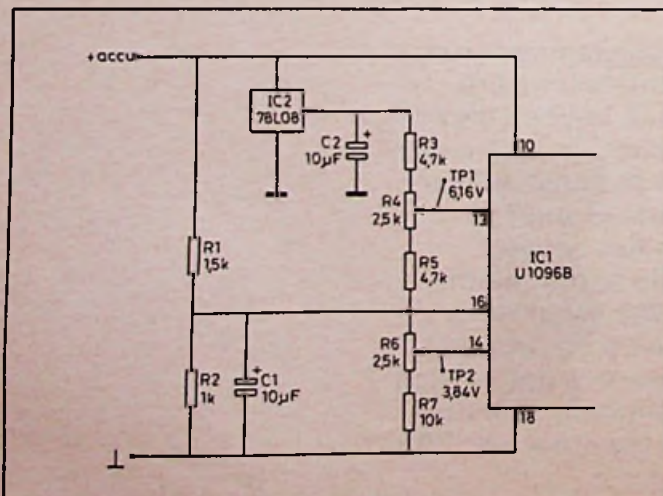 +accu
IC2
78L08
C2
10µF
+
R3
4,7k
10
TP1
6,16V
R4
2,5k
13
R1
1,5k
R5
4,7k
IC1
U1096B
16
R6
2,5k
14
R2
1k
+
C1
10µF
TP2
3,84V
R7
10k
18